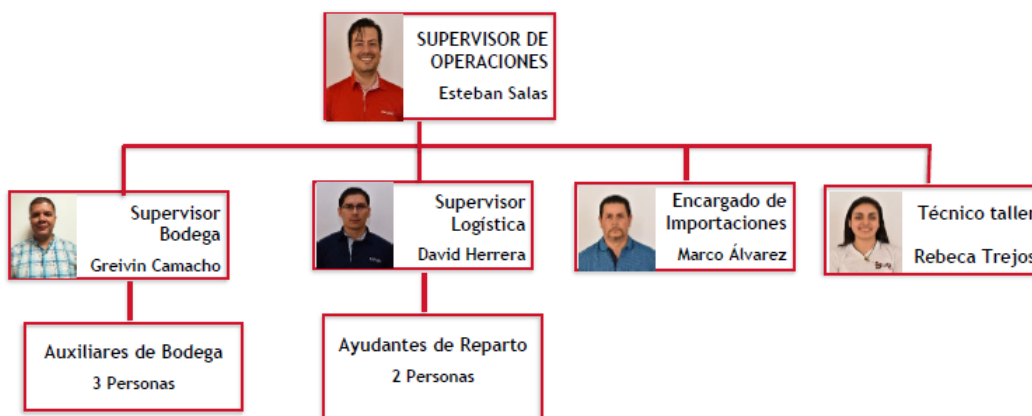 SUPERVISOR DE
OPERACIONES
Esteban Salas
Supervisor
Bodega
Greivin Camacho
Supervisor
Logística
David Herrera
Encargado de
Importaciones
Marco Álvarez
Técnico taller
Rebeca Trejos
Auxiliares de Bodega
3 Personas
Ayudantes de Reparto
2 Personas